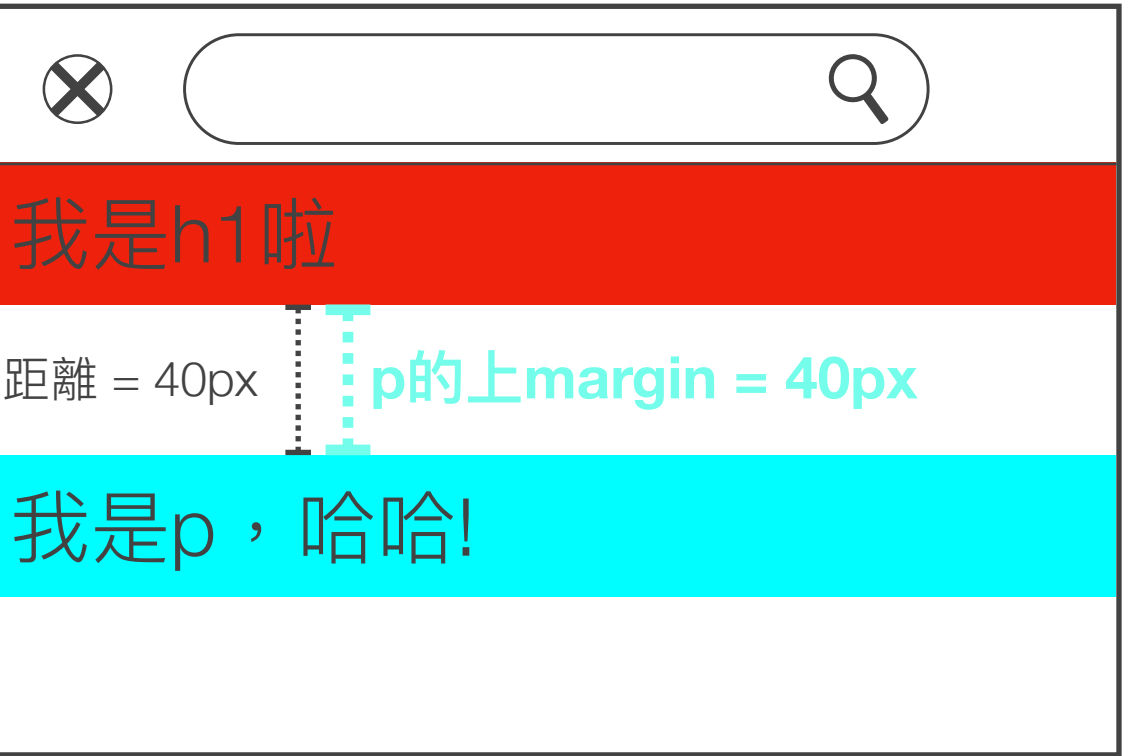 我是h1啦
距離 = 40px
p的上margin = 40px
我是p，哈哈!